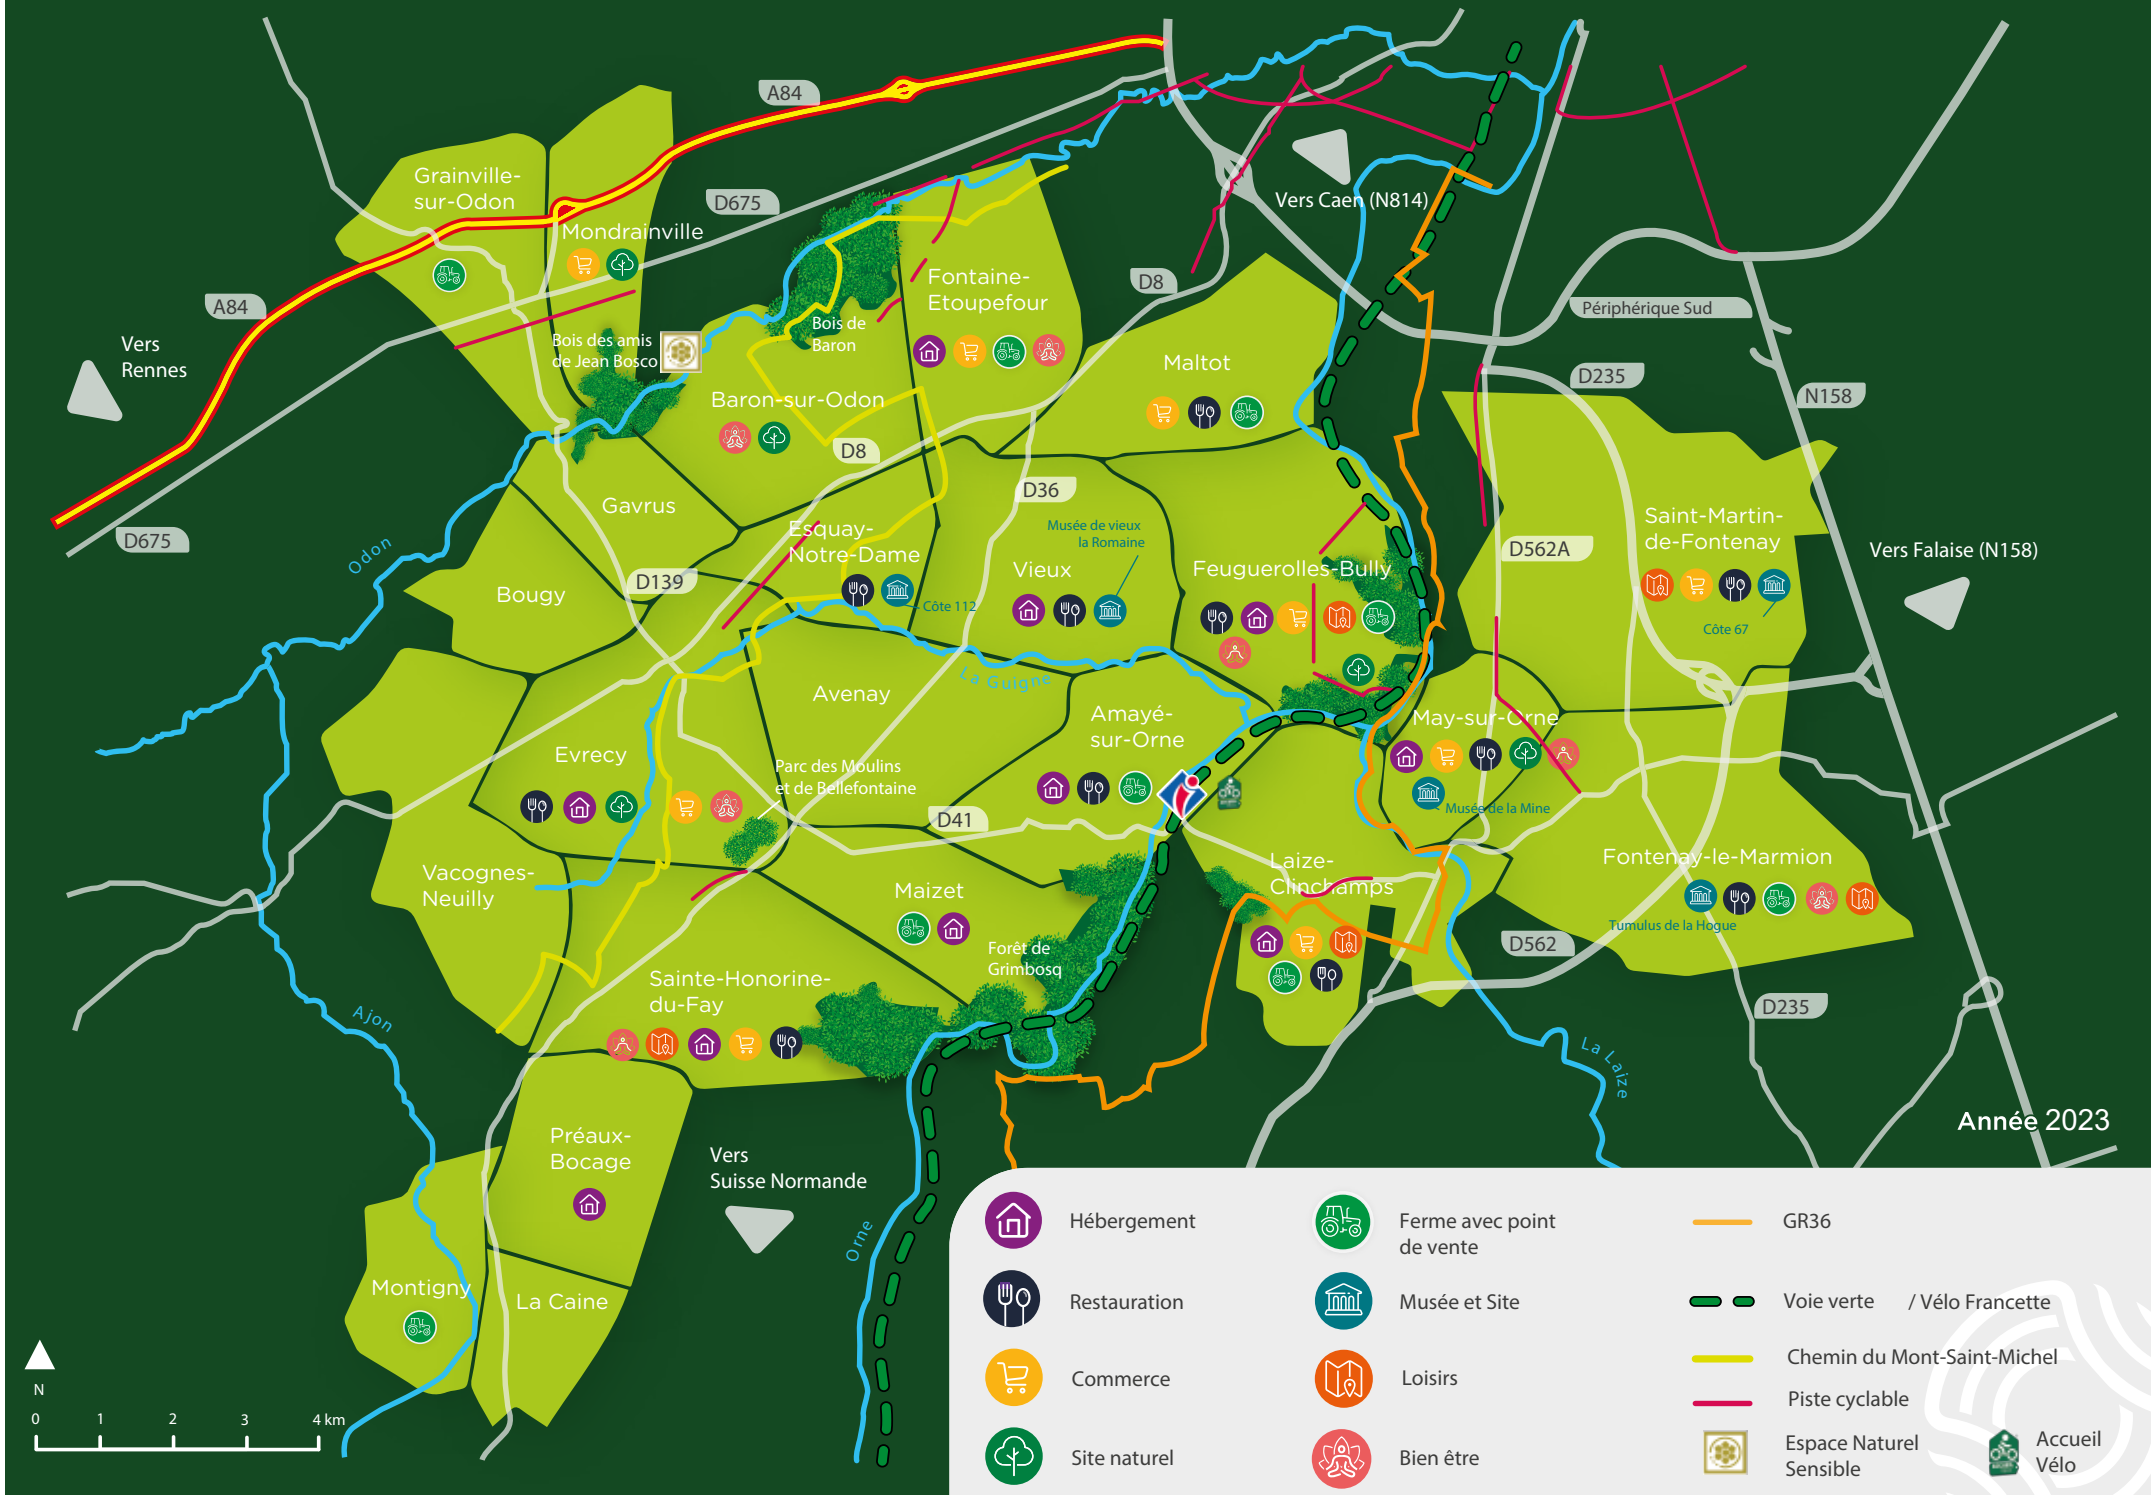 A84
Grainville-
sur-Odon
D675
Mondrainville
Vers Caen (N814)
Fontaine-
Etoupefour
D8
A84
Périphérique Sud
Bois de
Baron
Vers
Rennes
Bois des amis
de Jean Bosco
Maltot
D235
N158
Baron-sur-Odon
D8
D36
Gavrus
Saint-Martin-
de-Fontenay
Esquay-
Notre-Dame
Musée de vieux
la Romaine
D675
Odon
D562A
Vers Falaise (N158)
D139
Vieux
Feuguerolles-Bully
Bougy
Côte 112
Côte 67
La Guigne
Avenay
Amayé-
sur-Orne
May-sur-Orne
Evrecy
Parc des Moulins
et de Bellefontaine
Musée de la Mine
D41
Vacognes-
Neuilly
Maizet
Laize-
Clinchamps
Fontenay-le-Marmion
Tumulus de la Hogue
Forêt de
Grimbosq
D562
Sainte-Honorine-
du-Fay
D235
Ajon
La Laize
Année 2023
Préaux-
Bocage
Vers
Suisse Normande
Orne
Montigny
La Caine
N
0 1 2 3 4 km
Hébergement
Restauration
Commerce
Site naturel
Ferme avec point
de vente
Musée et Site
Loisirs
Bien être
GR36
Voie verte / Vélo Francette
Chemin du Mont-Saint-Michel
Piste cyclable
Espace Naturel
Sensible
Accueil
Vélo